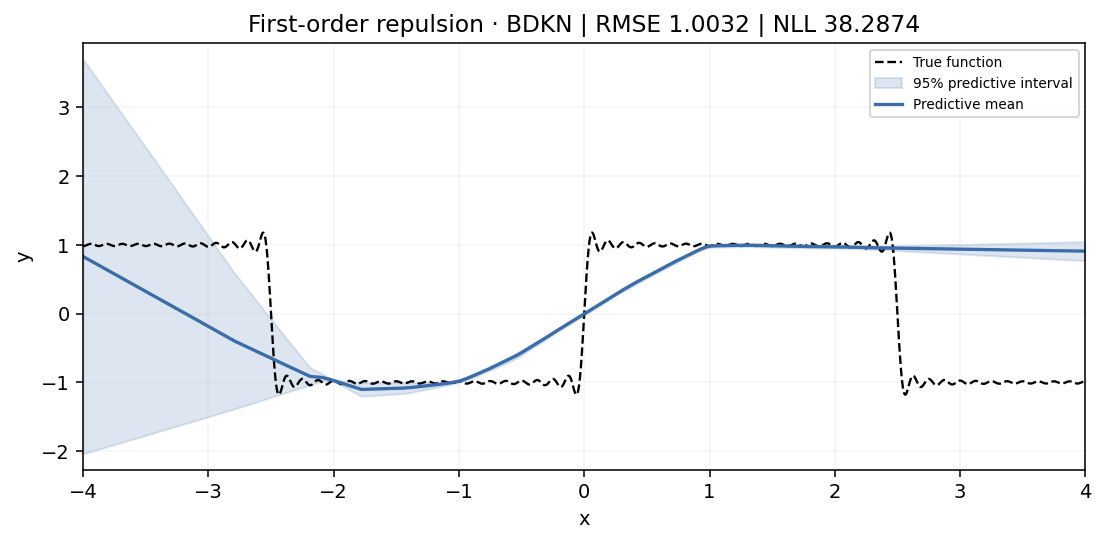 First-order repulsion · BDKN | RMSE 1.0032 | NLL 38.2874
True function
95% predictive interval
Predictive mean
y
3
2
1
0
−1
−2
−4
−3
−2
−1
0
1
2
3
4
x